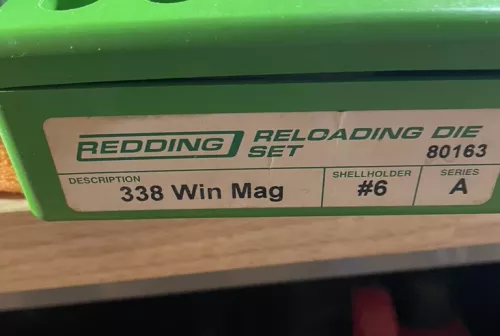 REDDING RELOADING DIE
SET 80163
DESCRIPTION SHELLHOLDER SERIES
338 Win Mag #6 A